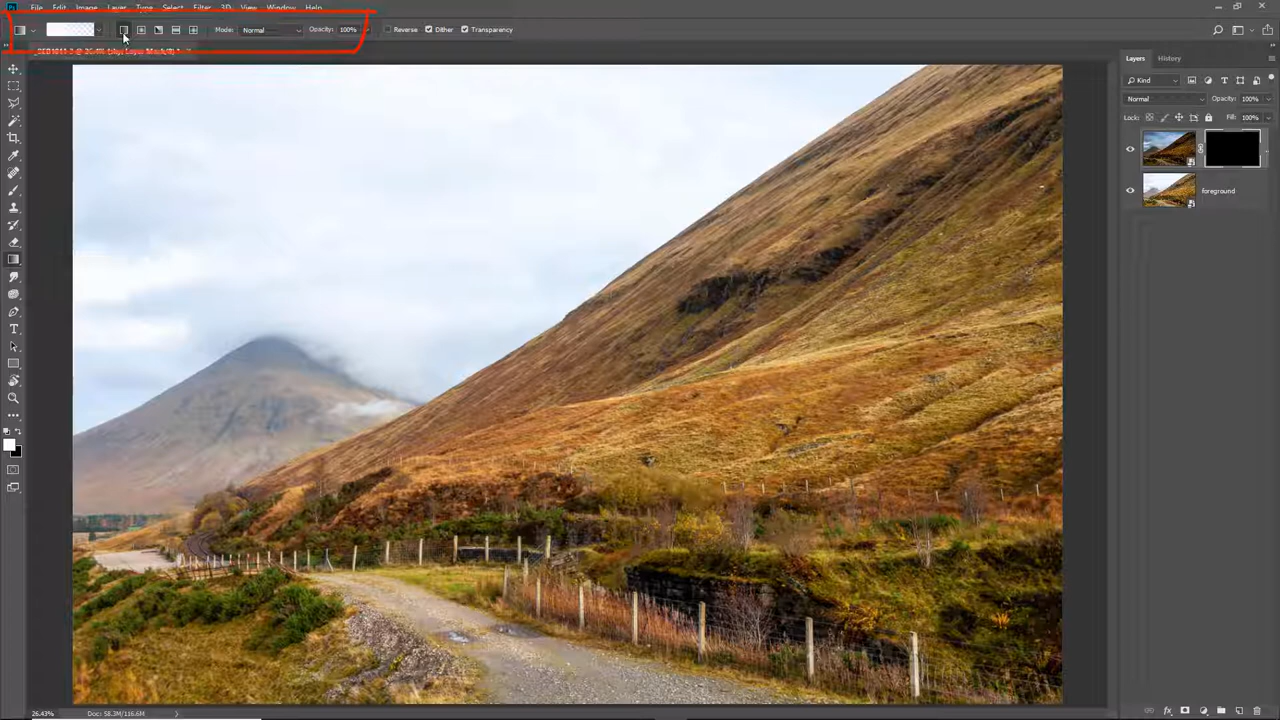 File Edit Image Layer Type Select Filter 3D View Window Help
Mode: Normal Opacity: 100% Reverse Dither Transparency
Layers History
Kind
Normal Opacity: 100%
Lock: Fill: 100%
foreground
26.43% Doc: 58.3M/116.6M